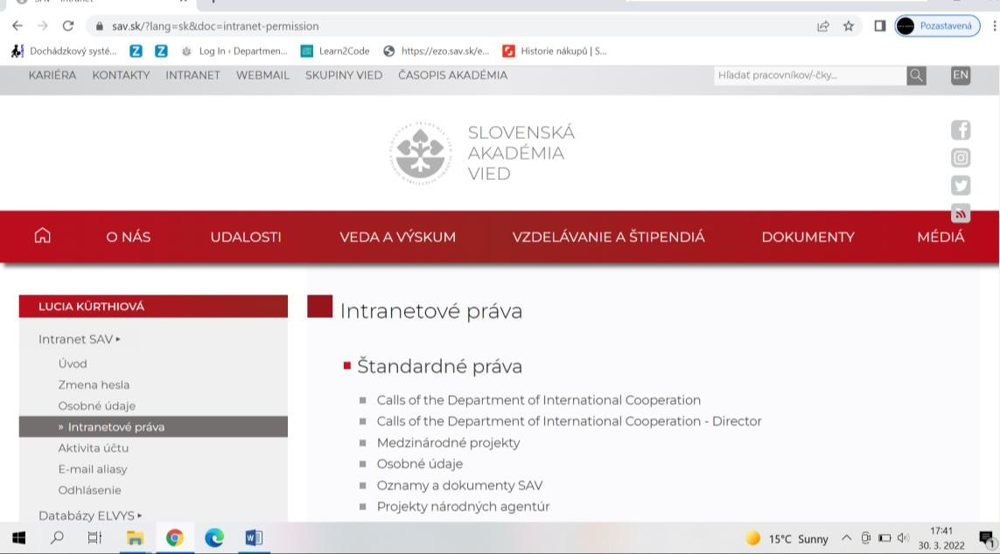 sav.sk/?lang=sk&doc=intranet-permission
Pozastavená
Dochádzkový systé...
Log In ‹ Departmen...
Learn2Code
https://ezo.sav.sk/e...
Historie nákupů | S...
KARIÉRA KONTAKTY INTRANET WEBMAIL SKUPINY VIED ČASOPIS AKADÉMIA
Hľadať pracovníkov/-čky...
EN
SLOVENSKÁ
AKADÉMIA
VIED
O NÁS UDALOSTI VEDA A VÝSKUM VZDELÁVANIE A ŠTIPENDIÁ DOKUMENTY MÉDIÁ
LUCIA KÜRTHIOVÁ
Intranet SAV ▸
Úvod
Zmena hesla
Osobné údaje
» Intranetové práva
Aktivita účtu
E-mail aliasy
Odhlásenie
Databázy ELVYS ▸
Intranetové práva
Štandardné práva
Calls of the Department of International Cooperation
Calls of the Department of International Cooperation - Director
Medzinárodné projekty
Osobné údaje
Oznamy a dokumenty SAV
Projekty národných agentúr
15°C Sunny
17:41
30. 3. 2022
1